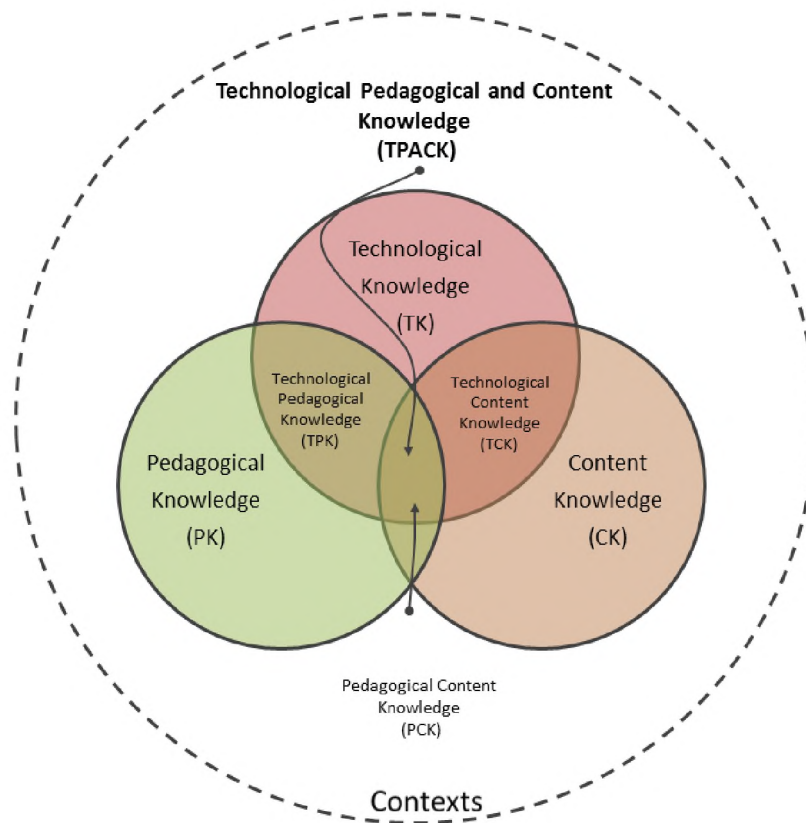 Technological Pedagogical and Content
Knowledge
(TPACK)
Technological
Knowledge
(TK)
Technological
Pedagogical
Knowledge
(TPK)
Technological
Content
Knowledge
(TCK)
Pedagogical
Knowledge
(PK)
Content
Knowledge
(CK)
Pedagogical Content
Knowledge
(PCK)
Contexts